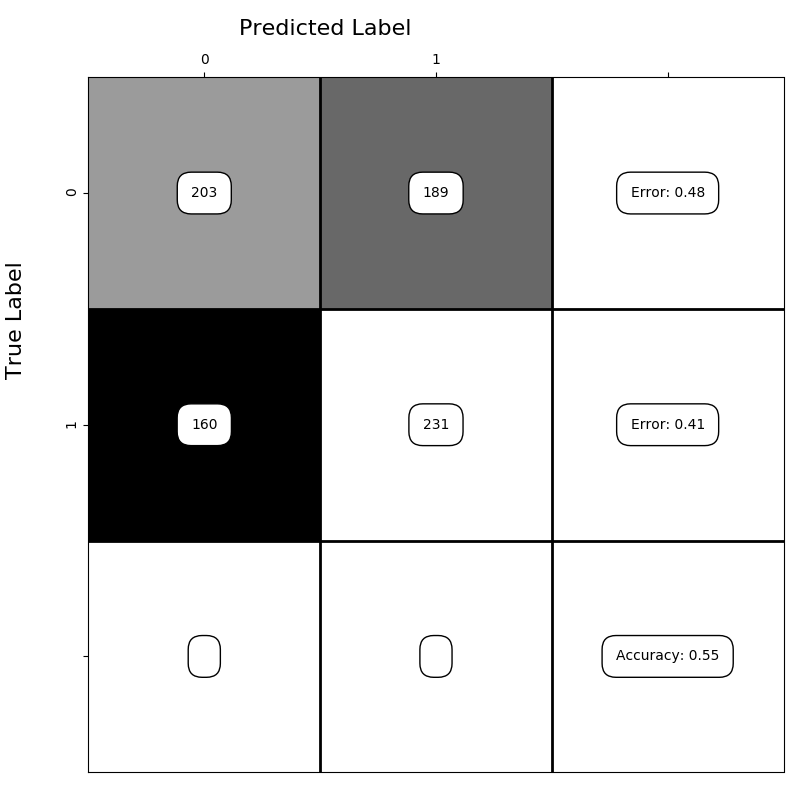 Predicted Label
0 1
True Label
0 203 189 Error: 0.48
1 160 231 Error: 0.41
Accuracy: 0.55